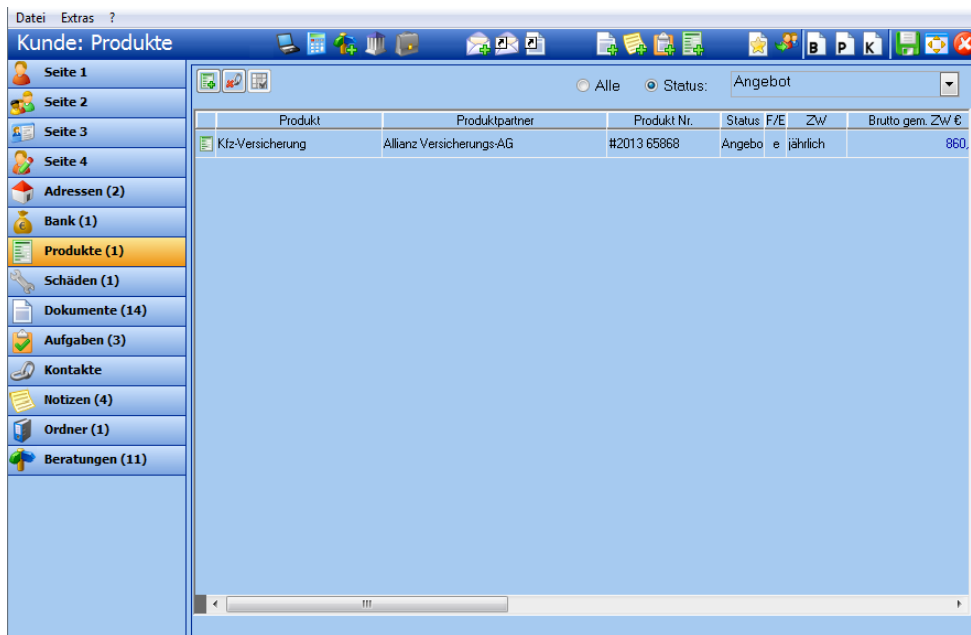 Datei Extras ?
Kunde: Produkte B P K
Seite 1
Seite 2
Seite 3
Seite 4
Adressen (2)
Bank (1)
Produkte (1)
Schäden (1)
Dokumente (14)
Aufgaben (3)
Kontakte
Notizen (4)
Ordner (1)
Beratungen (11)
Alle Status: Angebot
Produkt Produktpartner Produkt Nr. Status F/E ZW Brutto gem. ZW €
Kfz-Versicherung Allianz Versicherungs-AG #2013 65868 Angebo e jährlich 860,